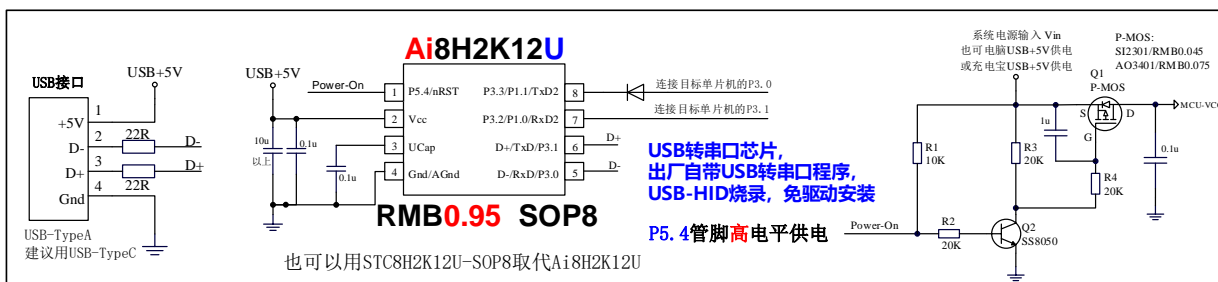 USB接口
USB+5V
1
+5V
2
22R
D-
D-
3
D+
D+
22R
4
Gnd
USB-TypeA
建议用USB-TypeC
Ai8H2K12U
USB+5V
Power-On
1
P5.4/nRST
P3.3/P1.1/TxD2
8
连接目标单片机的P3.0
2
Vcc
P3.2/P1.0/RxD2
7
连接目标单片机的P3.1
3
UCap
D+/TxD/P3.1
6
D+
4
Gnd/AGnd
D-/RxD/P3.0
5
D-
10u
以上
0.1u
0.1u
RMB0.95 SOP8
也可以用STC8H2K12U-SOP8取代Ai8H2K12U
USB转串口芯片，
出厂自带USB转串口程序，
USB-HID烧录，免驱动安装
P5.4管脚高电平供电
系统电源输入 Vin
也可电脑USB+5V供电
或充电宝USB+5V供电
P-MOS:
SI2301/RMB0.045
AO3401/RMB0.075
Q1
P-MOS
S
D
G
MCU-VCC
1u
0.1u
R1
10K
R3
20K
R4
20K
Power-On
R2
20K
Q2
SS8050